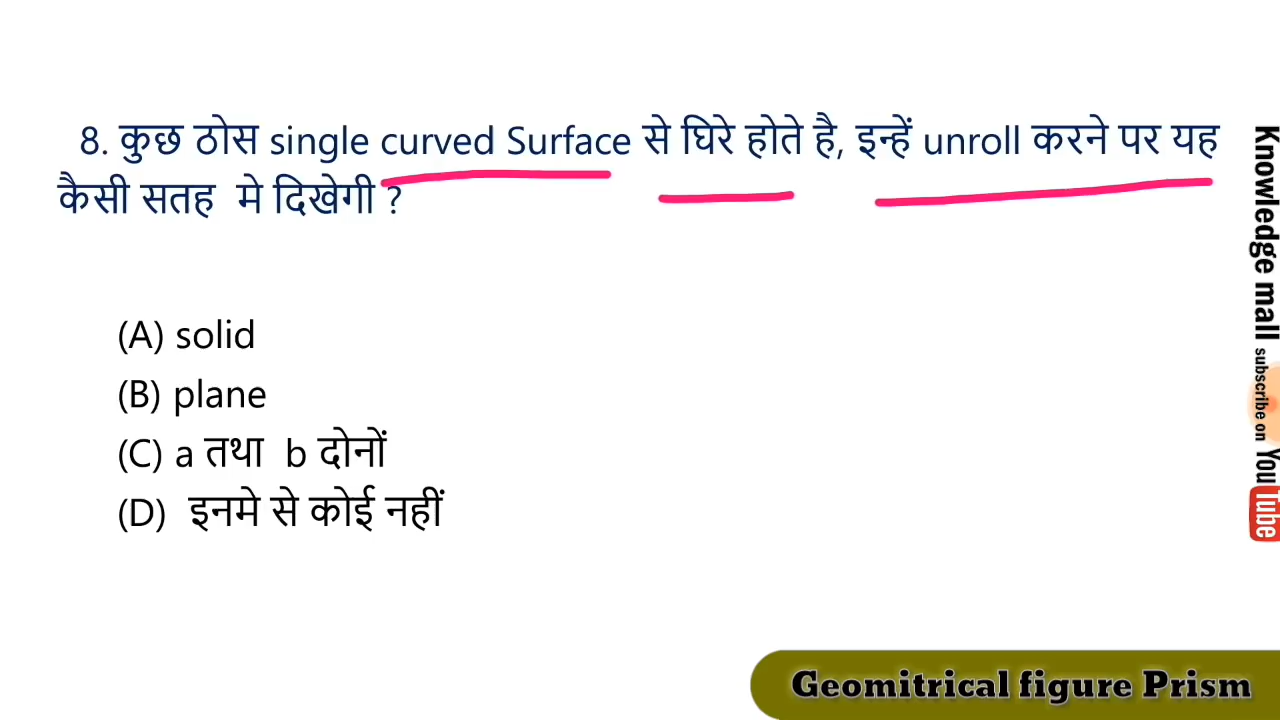 8. कुछ ठोस single curved Surface से घिरे होते है, इन्हें unroll करने पर यह
कैसी सतह मे दिखेगी ?
(A) solid
(B) plane
(C) a तथा b दोनों
(D) इनमे से कोई नहीं
Knowledge mall subscribe on YouTube
Geomitrical figure Prism